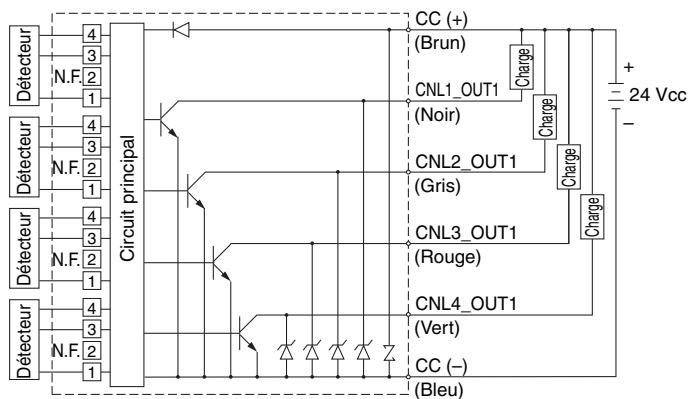 Détecteur
4
3
N.F. 2
1
Détecteur
4
3
N.F. 2
1
Détecteur
4
3
N.F. 2
1
Détecteur
4
3
N.F. 2
1
Circuit principal
CC (+)
(Brun)
CNL1_OUT1
(Noir)
CNL2_OUT1
(Gris)
CNL3_OUT1
(Rouge)
CNL4_OUT1
(Vert)
CC (–)
(Bleu)
Charge
Charge
Charge
Charge
+
24 Vcc
–